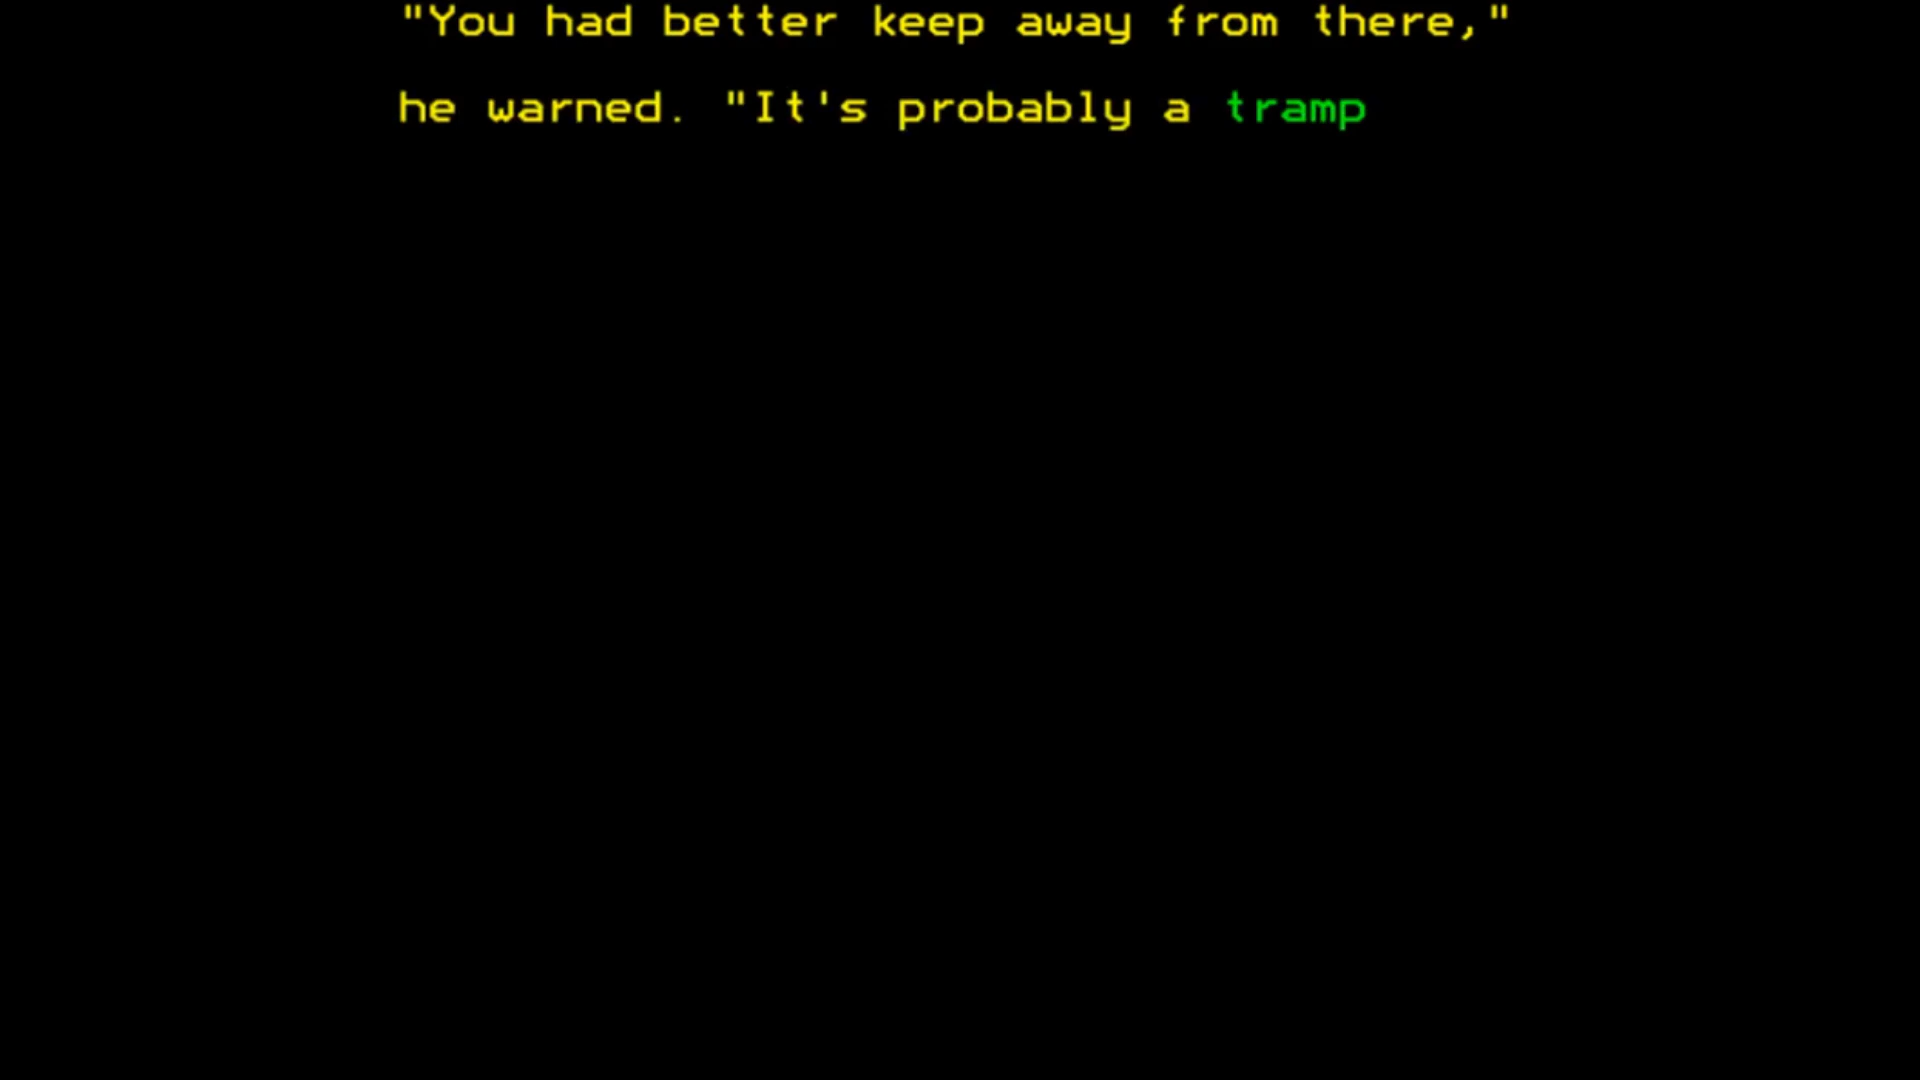 "You had better keep away from there,"
he warned. "It's probably a tramp